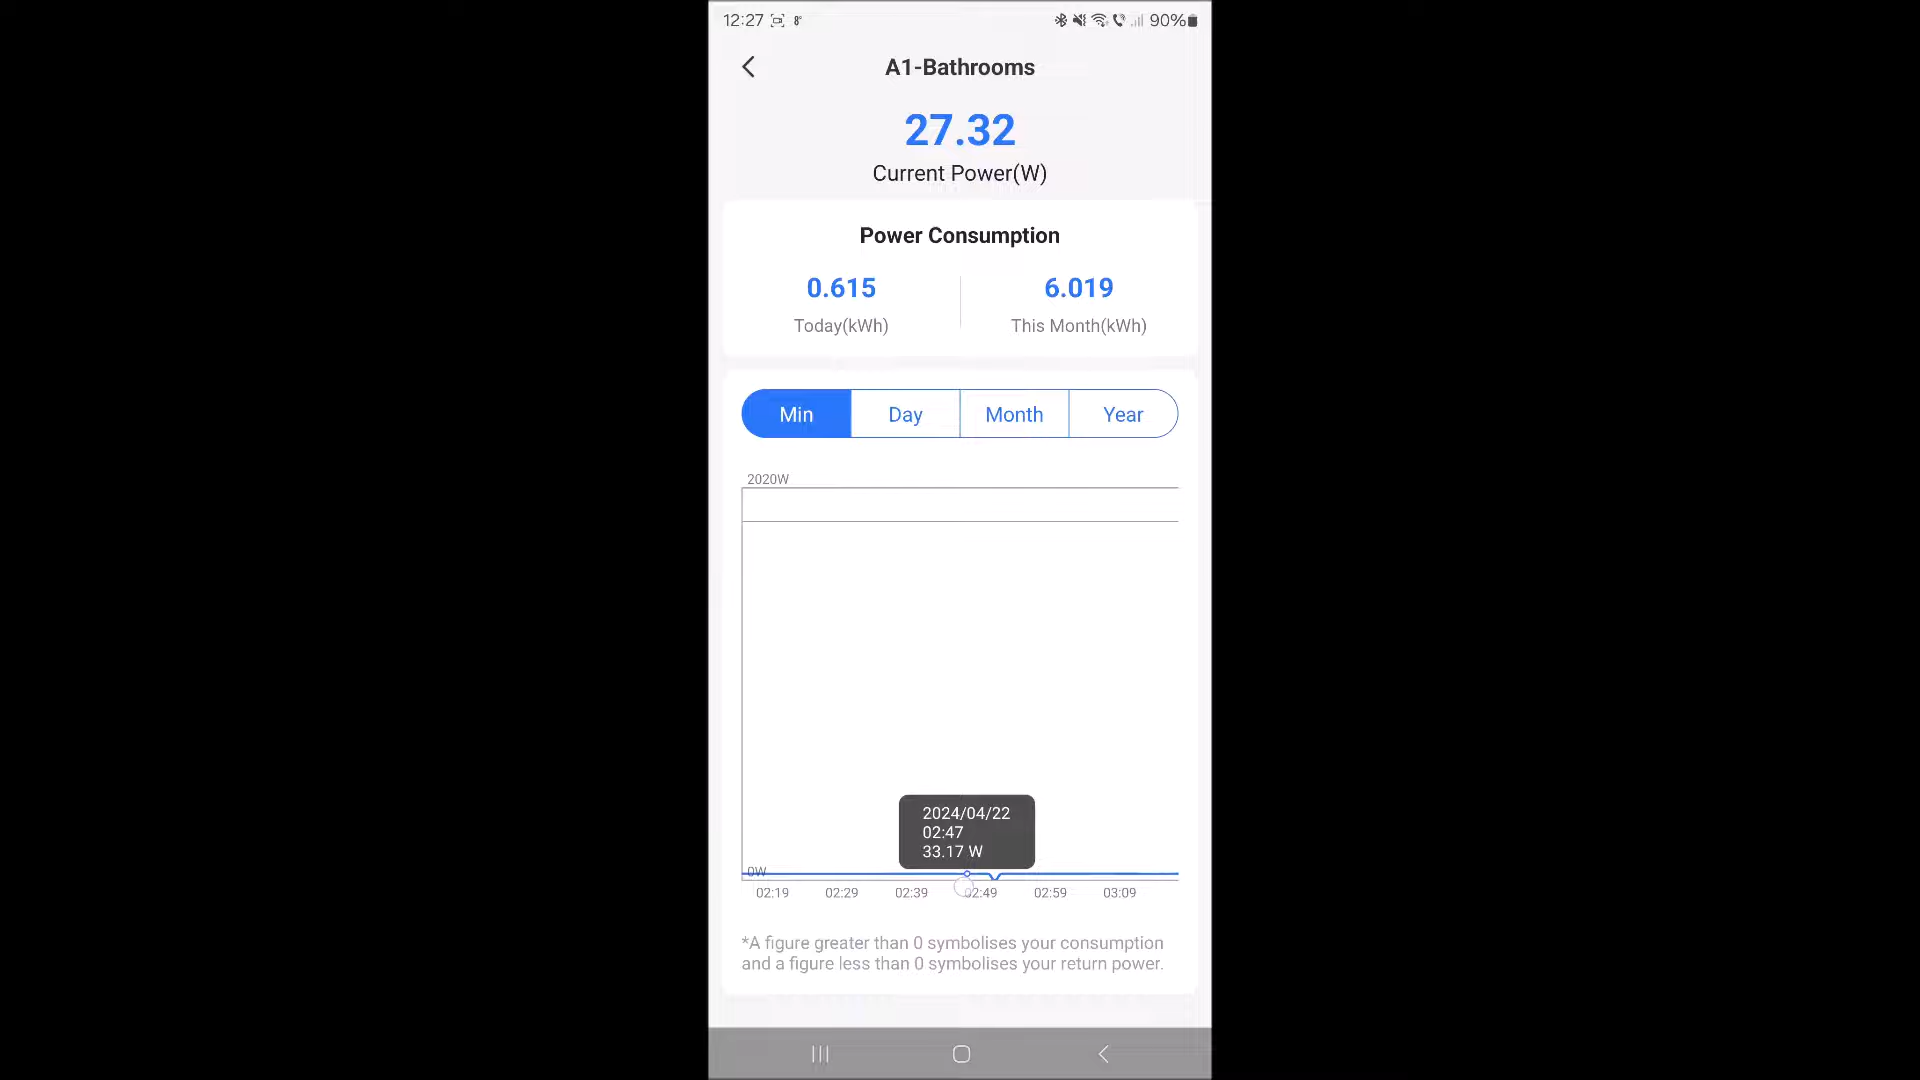 12:27 8° 90%
A1-Bathrooms
27.32
Current Power(W)
Power Consumption
0.615 6.019
Today(kWh) This Month(kWh)
Min Day Month Year
2020W
2024/04/22
02:47
33.17 W
0W
02:19 02:29 02:39 02:49 02:59 03:09
*A figure greater than 0 symbolises your consumption
and a figure less than 0 symbolises your return power.